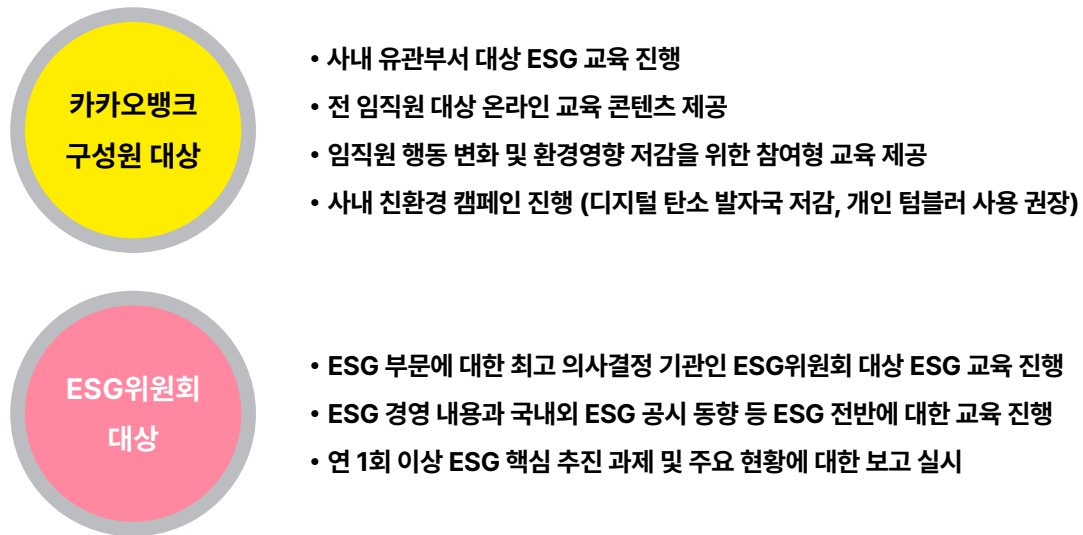 카카오뱅크
구성원 대상
• 사내 유관부서 대상 ESG 교육 진행
• 전 임직원 대상 온라인 교육 콘텐츠 제공
• 임직원 행동 변화 및 환경영향 저감을 위한 참여형 교육 제공
• 사내 친환경 캠페인 진행 (디지털 탄소 발자국 저감, 개인 텀블러 사용 권장)
ESG위원회
대상
• ESG 부문에 대한 최고 의사결정 기관인 ESG위원회 대상 ESG 교육 진행
• ESG 경영 내용과 국내외 ESG 공시 동향 등 ESG 전반에 대한 교육 진행
• 연 1회 이상 ESG 핵심 추진 과제 및 주요 현황에 대한 보고 실시